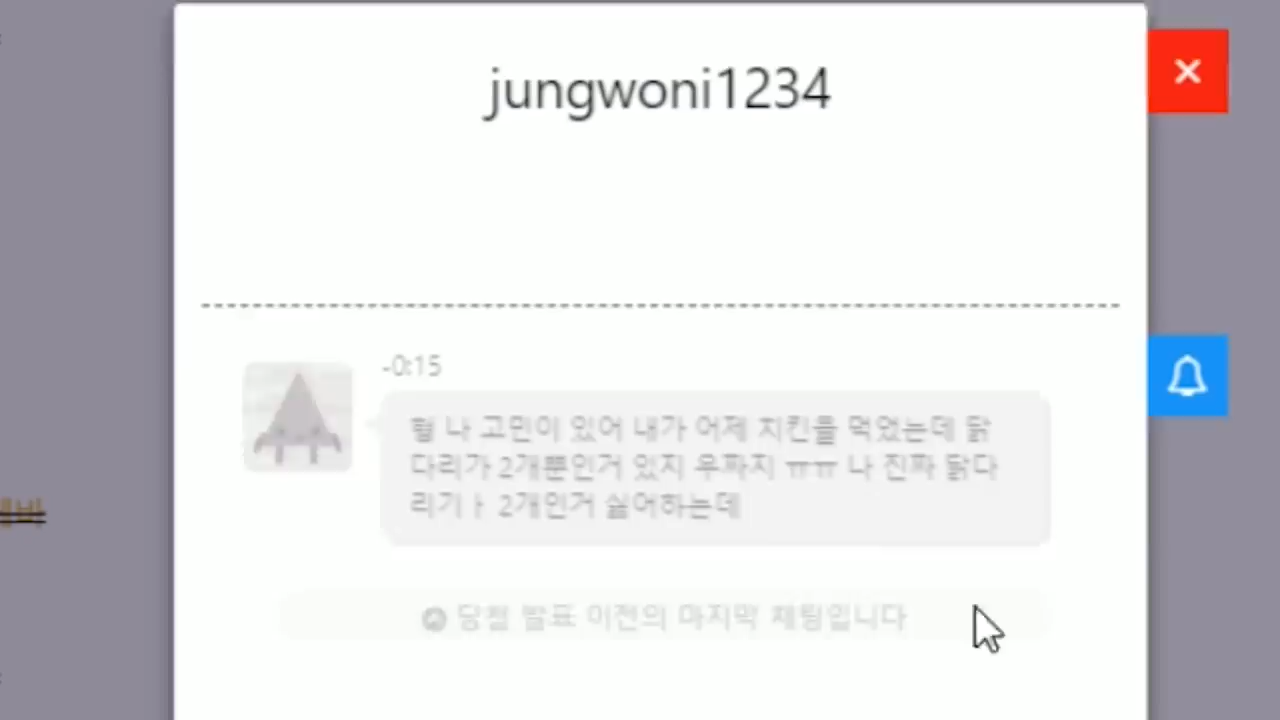 jungwoni1234
-0:15
형 나 고민이 있어 내가 어제 치킨을 먹었는데 닭
다리가 2개뿐인거 있지 우짜지 ㅠㅠ 나 진짜 닭다
리기ㅏ 2개인거 싫어하는데
당첨 발표 이전의 마지막 채팅입니다